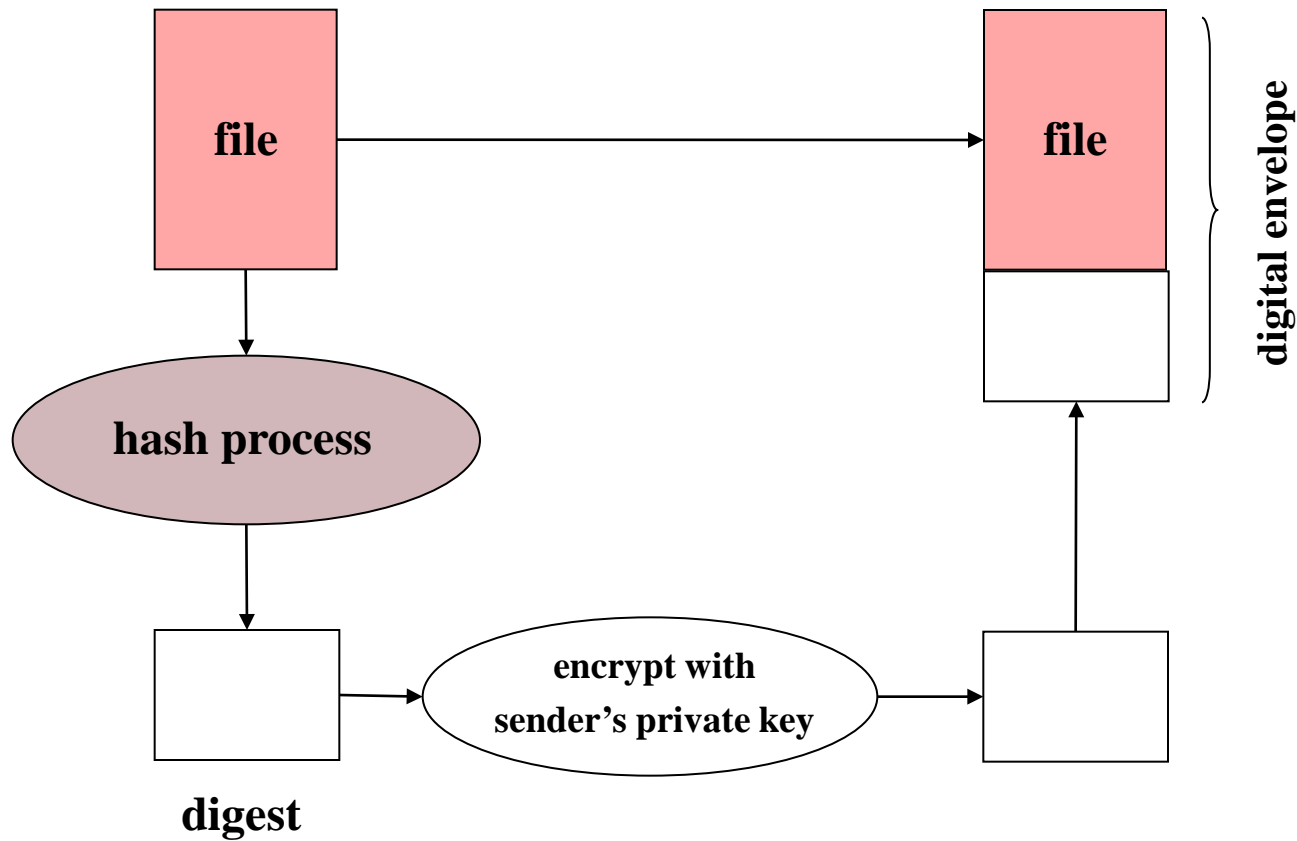 file
file
digital envelope
hash process
encrypt with
sender’s private key
digest